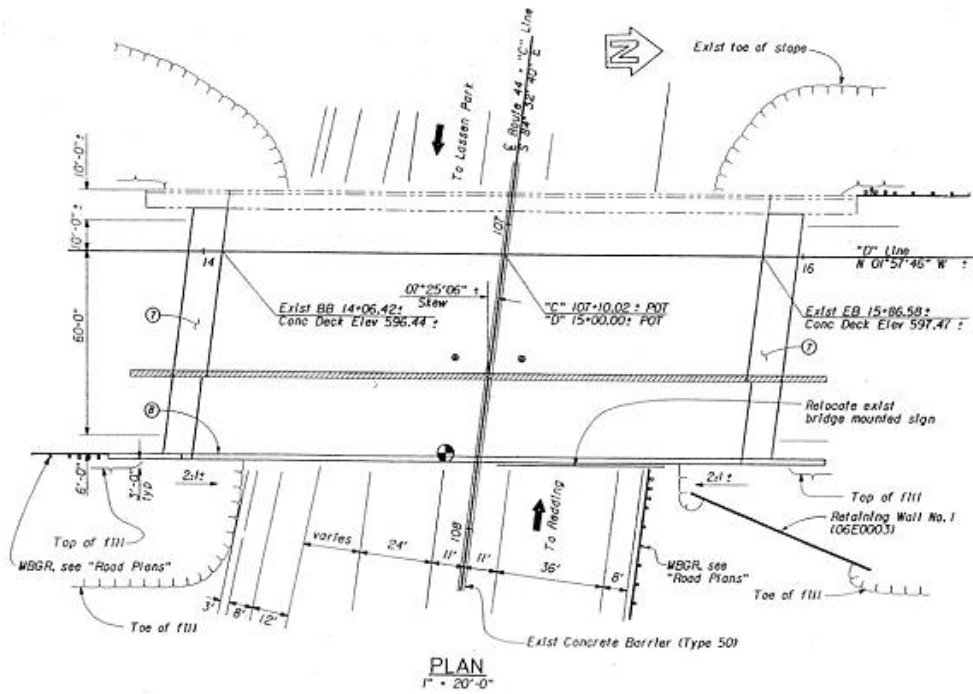 ℄ Route 44 + "C" Line
S 84° 32' 40" E
N
Exist toe of slope
To Lassen Park
10'-0" ±
10'-0" ±
107
14
16
"D" Line
N 01°57'46" W ±
Exist BB 14+06.42 ±
Conc Deck Elev 596.44 ±
07°25'06" ±
Skew
"C" 107+10.02 ± POT
"D" 15+00.00 ± POT
Exist EB 15+86.58 ±
Conc Deck Elev 597.47 ±
7
7
60'-0"
8
Relocate exist
bridge mounted sign
6'-0"
3'-0"
typ
2:1 ±
2:1 ±
Top of fill
Top of fill
Retaining Wall No. 1
(06E0003)
MBGR, see
"Road Plans"
varies
24'
11'
108
11'
To Redding
36'
8'
MBGR, see
"Road Plans"
Toe of fill
3'
8'
12'
Toe of fill
Exist Concrete Barrier (Type 50)
PLAN
1" = 20'-0"